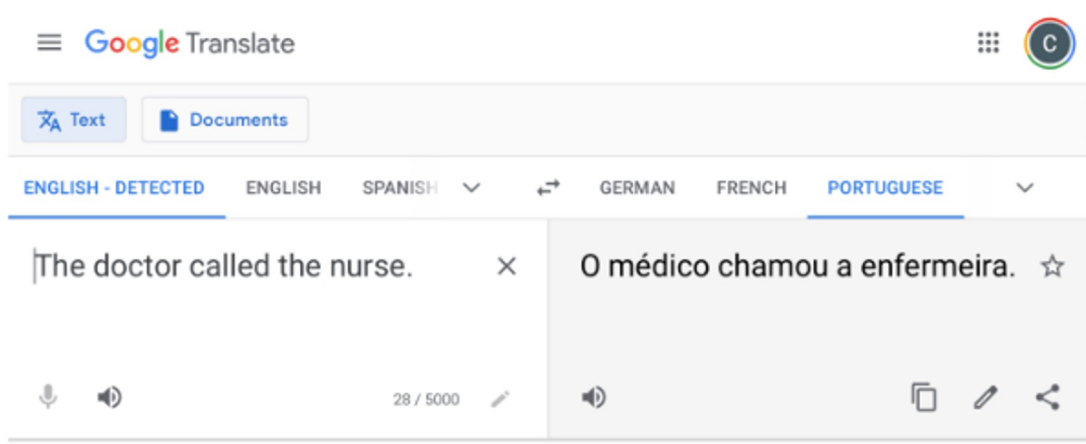 Google Translate
C
Text Documents
ENGLISH - DETECTED ENGLISH SPANISH GERMAN FRENCH PORTUGUESE
The doctor called the nurse. O médico chamou a enfermeira.
28 / 5000